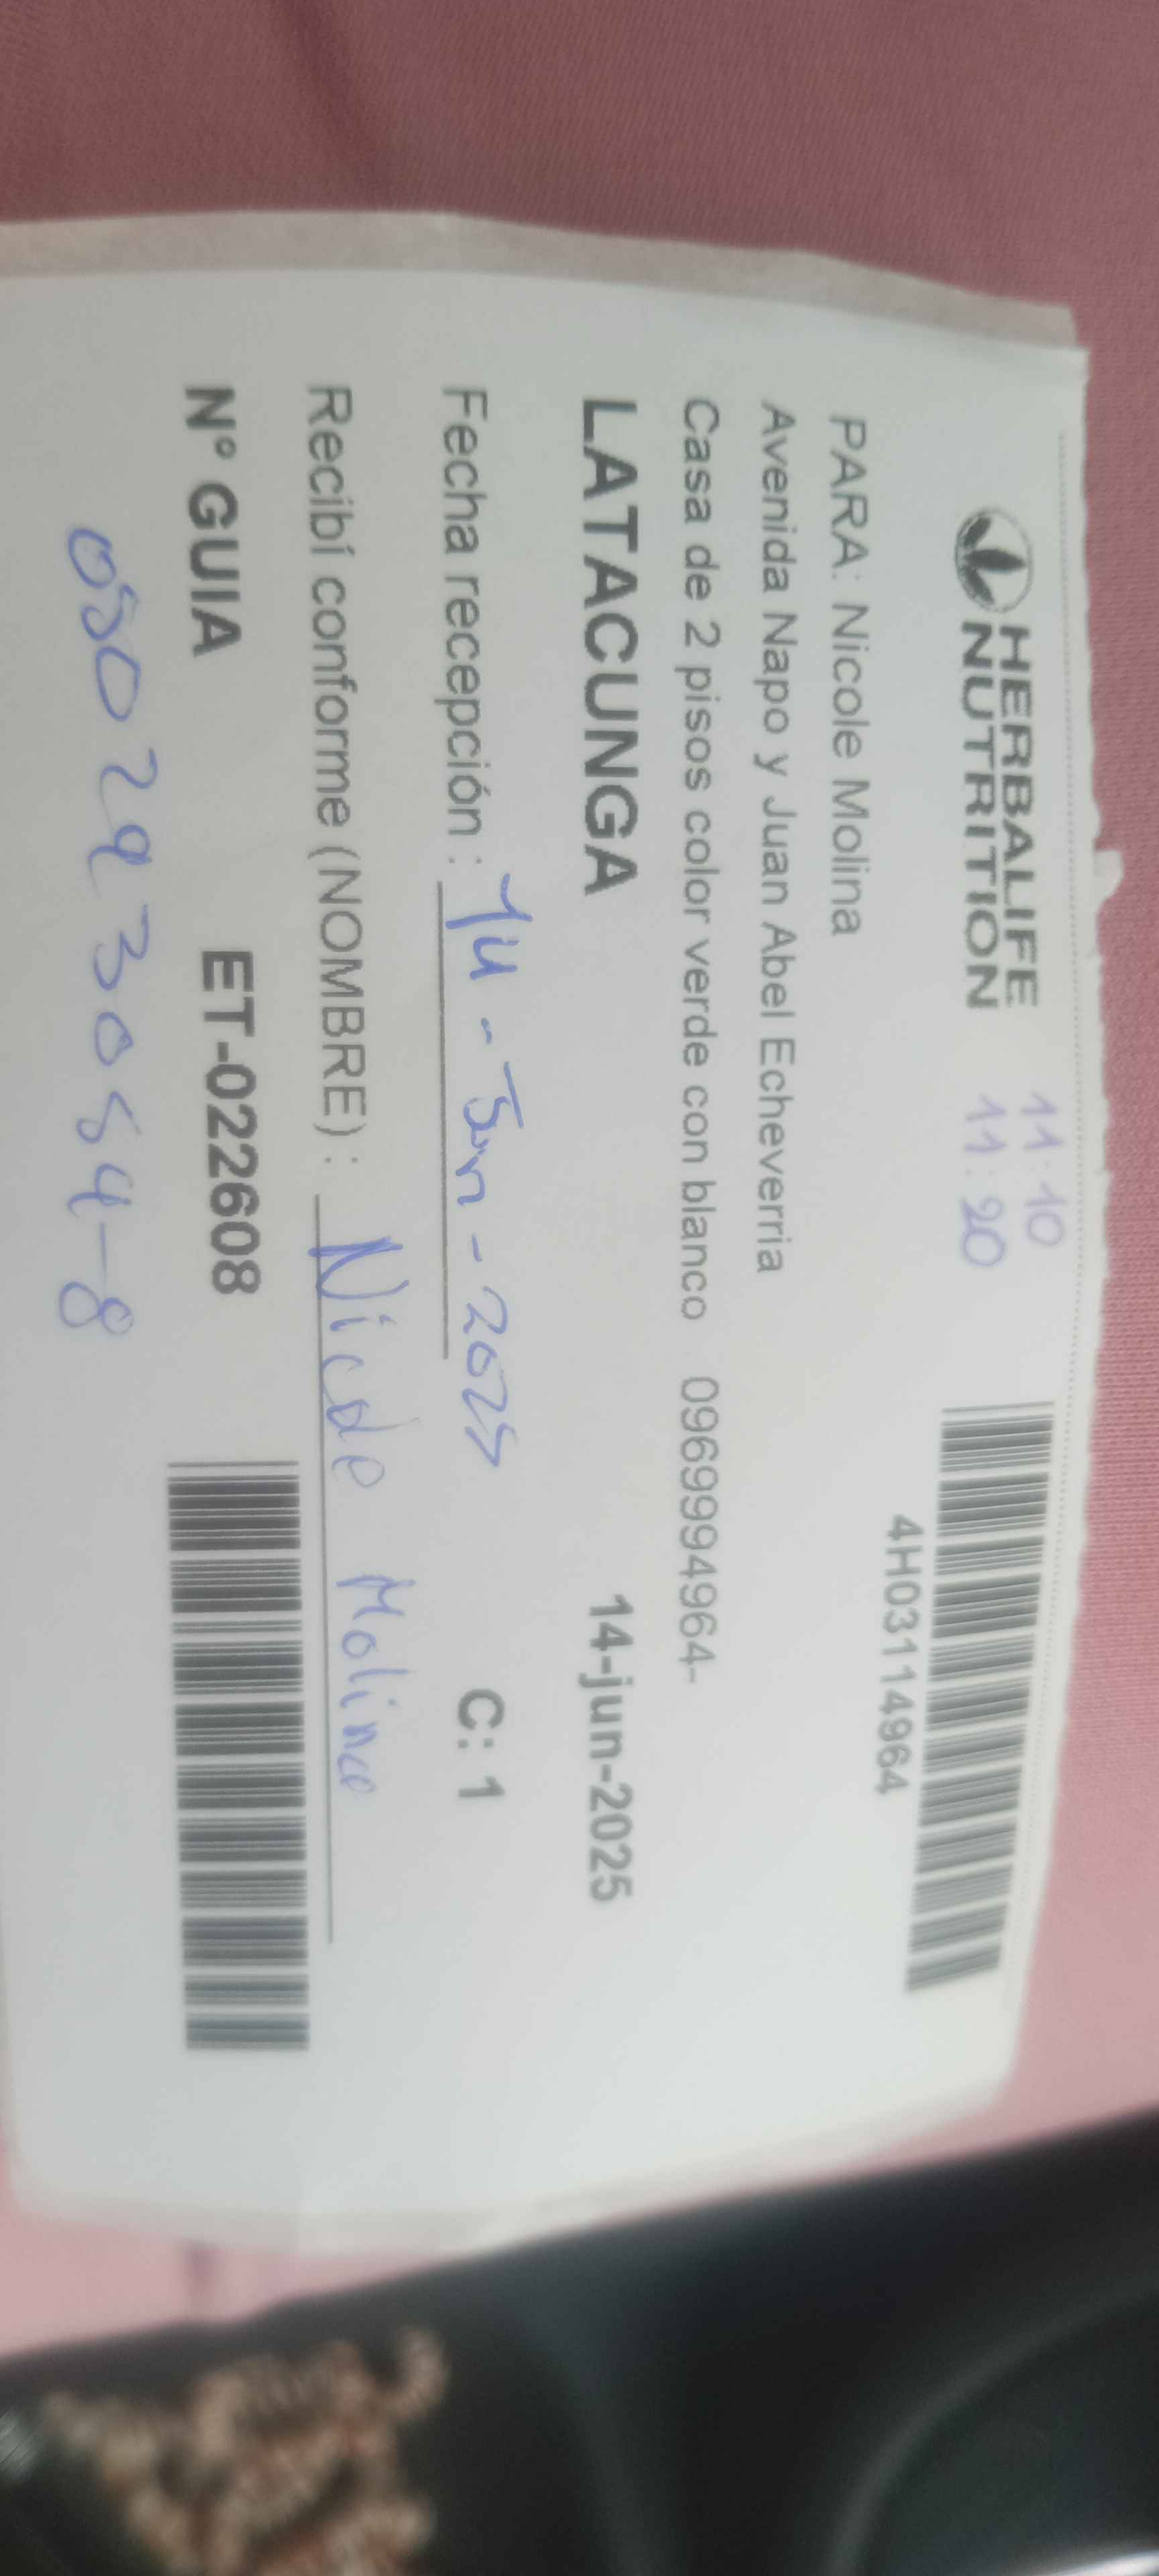 HERBALIFE
NUTRITION
11:10
11:20
4H03114964
PARA: Nicole Molina
Avenida Napo y Juan Abel Echeverria
Casa de 2 pisos color verde con blanco 0969994964-
LATACUNGA 14-jun-2025
Fecha recepción : 14-Jun-2025 C: 1
Recibí conforme (NOMBRE) : Nicole Molina
N° GUIA ET-022608